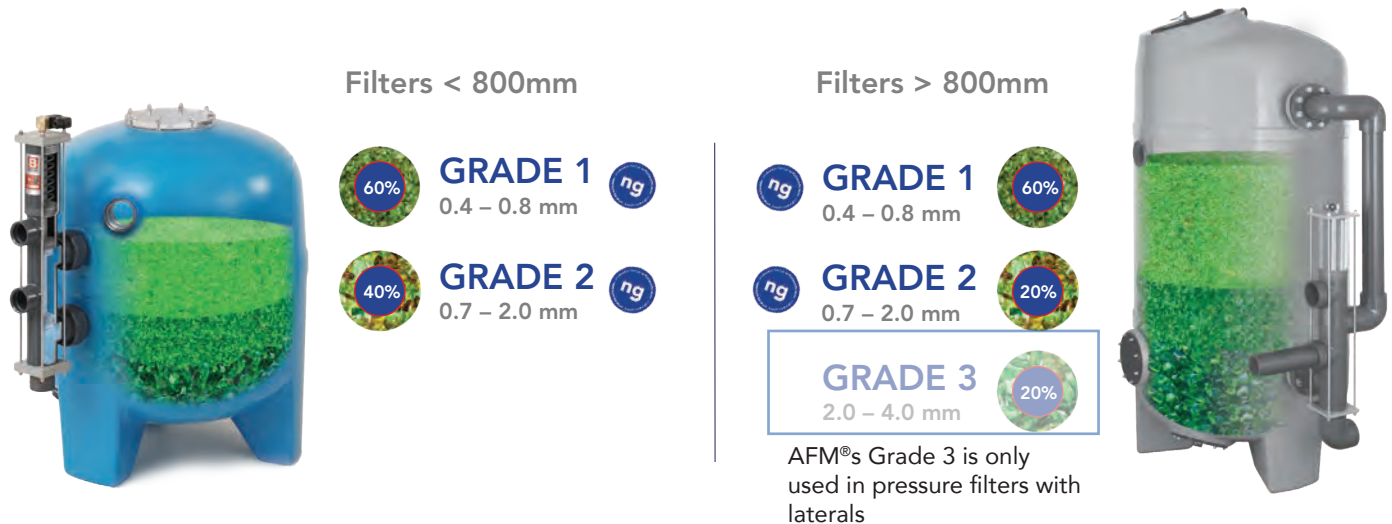 Filters < 800mm
60%
GRADE 1
0.4 – 0.8 mm
ng
40%
GRADE 2
0.7 – 2.0 mm
ng
Filters > 800mm
ng
GRADE 1
0.4 – 0.8 mm
60%
ng
GRADE 2
0.7 – 2.0 mm
20%
GRADE 3
2.0 – 4.0 mm
20%
AFM®s Grade 3 is only
used in pressure filters with
laterals